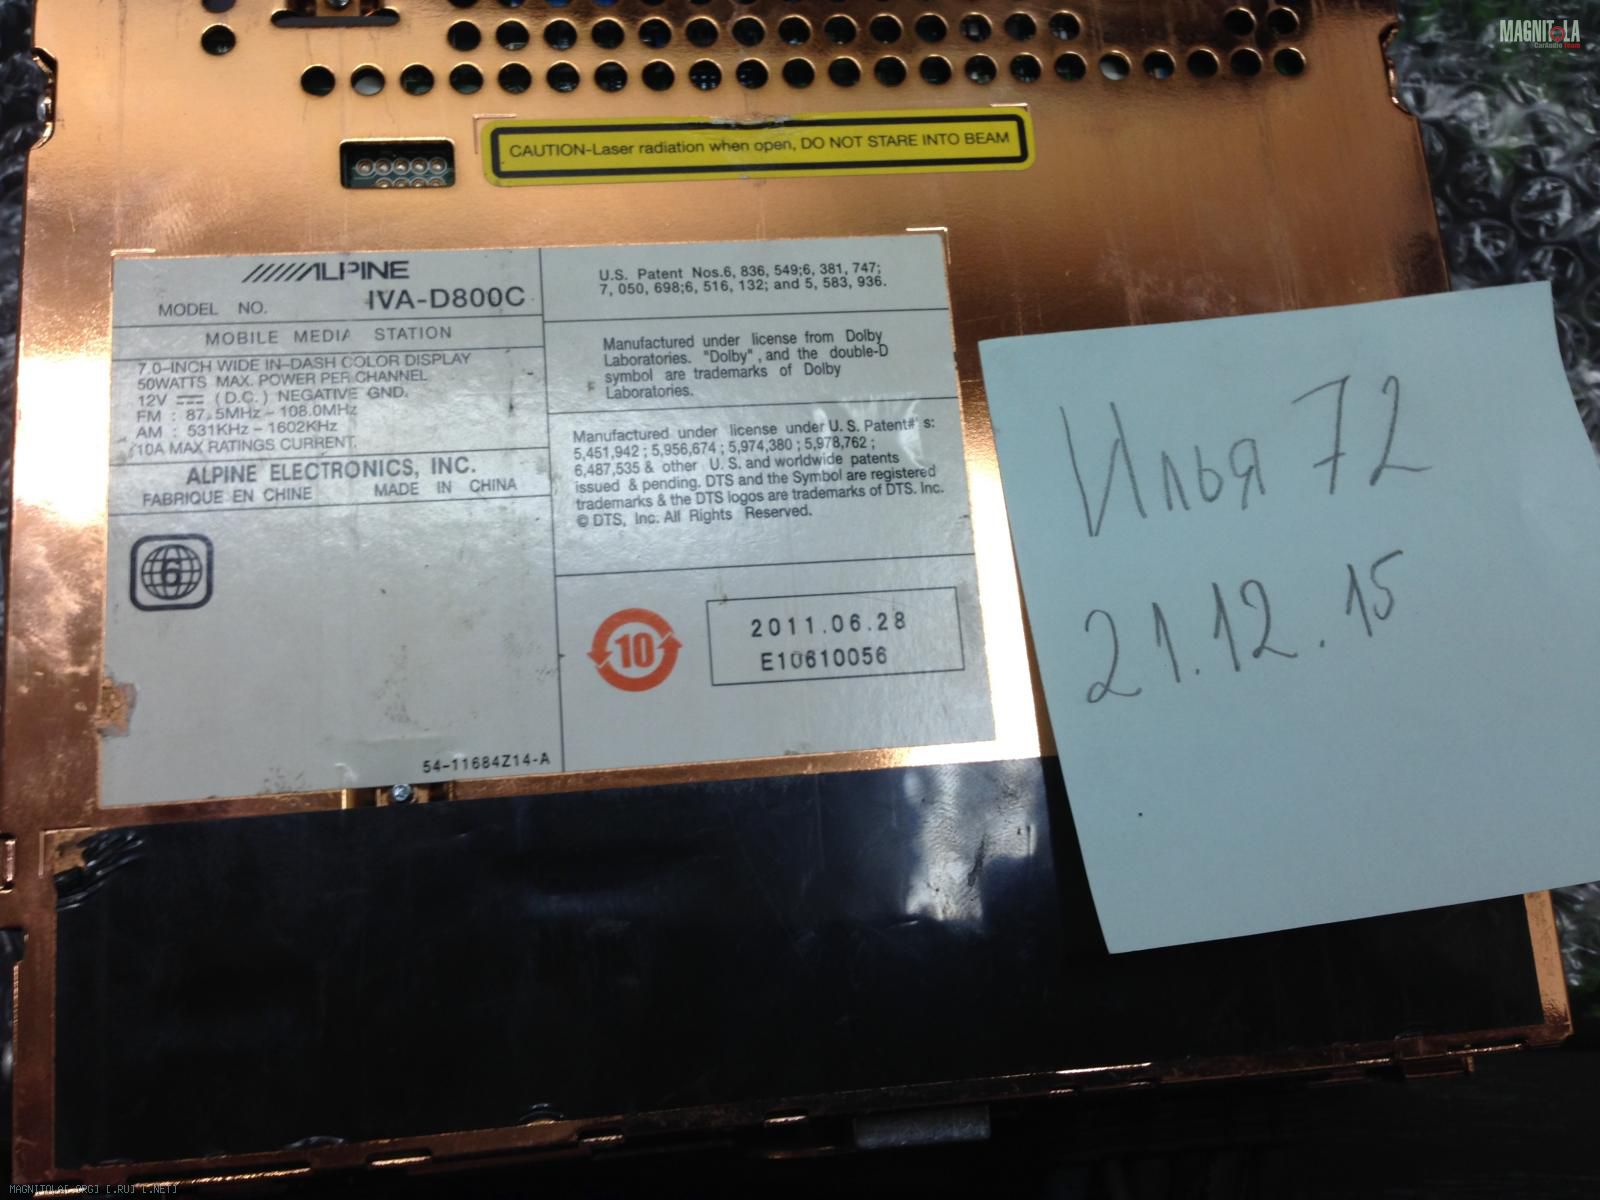 MAGNITOLA
CarAudio Team
CAUTION-Laser radiation when open, DO NOT STARE INTO BEAM
ALPINE
MODEL NO. IVA-D800C
MOBILE MEDIA STATION
7.0-INCH WIDE IN-DASH COLOR DISPLAY
50WATTS MAX. POWER PER CHANNEL
12V (D.C.) NEGATIVE GND.
FM : 87.5MHz - 108.0MHz
AM : 531KHz - 1602KHz
10A MAX RATINGS CURRENT.
ALPINE ELECTRONICS, INC.
FABRIQUE EN CHINE MADE IN CHINA
6
54-11684Z14-A
U.S. Patent Nos.6, 836, 549;6, 381, 747;
7, 050, 698;6, 516, 132; and 5, 583, 936.
Manufactured under license from Dolby
Laboratories. "Dolby", and the double-D
symbol are trademarks of Dolby
Laboratories.
Manufactured under license under U.S. Patent#'s:
5,451,942 ; 5,956,674 ; 5,974,380 ; 5,978,762 ;
6,487,535 & other U.S. and worldwide patents
issued & pending. DTS and the Symbol are registered
trademarks & the DTS logos are trademarks of DTS. Inc.
© DTS, Inc. All Rights Reserved.
10
2011.06.28
E10610056
Илья 72
21.12.15
MAGNITOLA[.ORG] [.RU] [.NET]